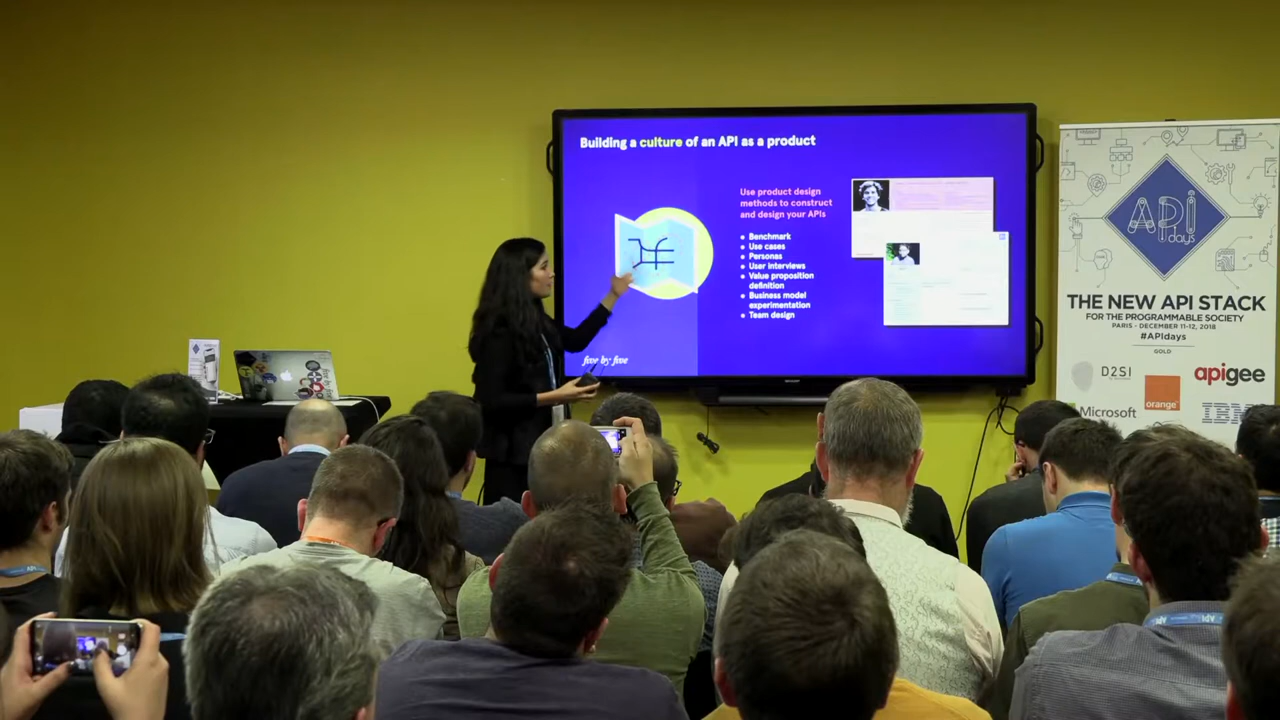 Building a culture of an API as a product
Use product design
methods to construct
and design your APIs
Benchmark
Use cases
Personas
User Interviews
Value proposition
definition
Business model
experimentation
Team design
five by five
API
days
THE NEW API STACK
FOR THE PROGRAMMABLE SOCIETY
PARIS - DECEMBER 11-12, 2018
#APIdays
GOLD
D2SI
orange
apigee
Microsoft
IBM